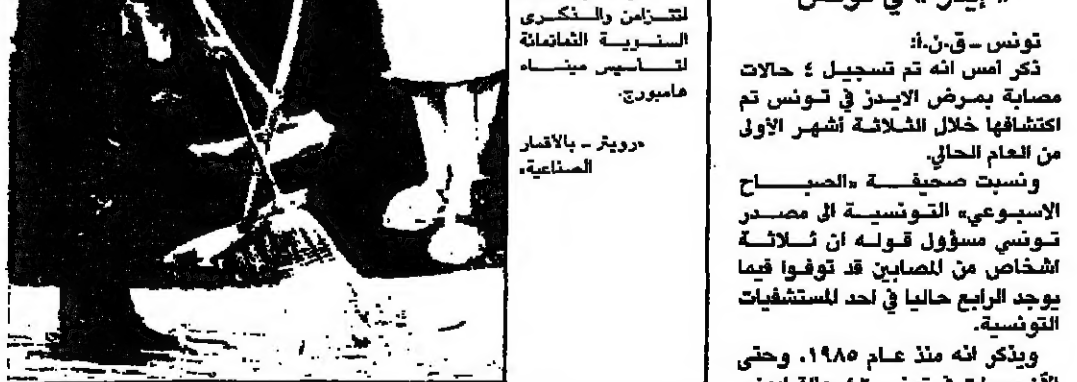 « إيدز » في تونس
تونس ـ ق.ن.أ:
ذكر أمس انه تم تسجيل ٤ حالات
مصابة بمرض الايدز في تونس تم
اكتشافها خلال الثلاثة أشهر الأولى
من العام الحالي.
ونسبت صحيفة «الصباح
الاسبوعي» التونسية الى مصدر
تونسي مسؤول قوله ان ثلاثة
اشخاص من المصابين قد توفوا فيما
يوجد الرابع حاليا في احد المستشفيات
التونسية.
ويذكر انه منذ عام ١٩٨٥، وحتى
لتتزامن والذكرى
السنوية الثمانمائة
لتأسيس ميناء
هامبورج.
«رويتر ـ بالاقمار
الصناعية»